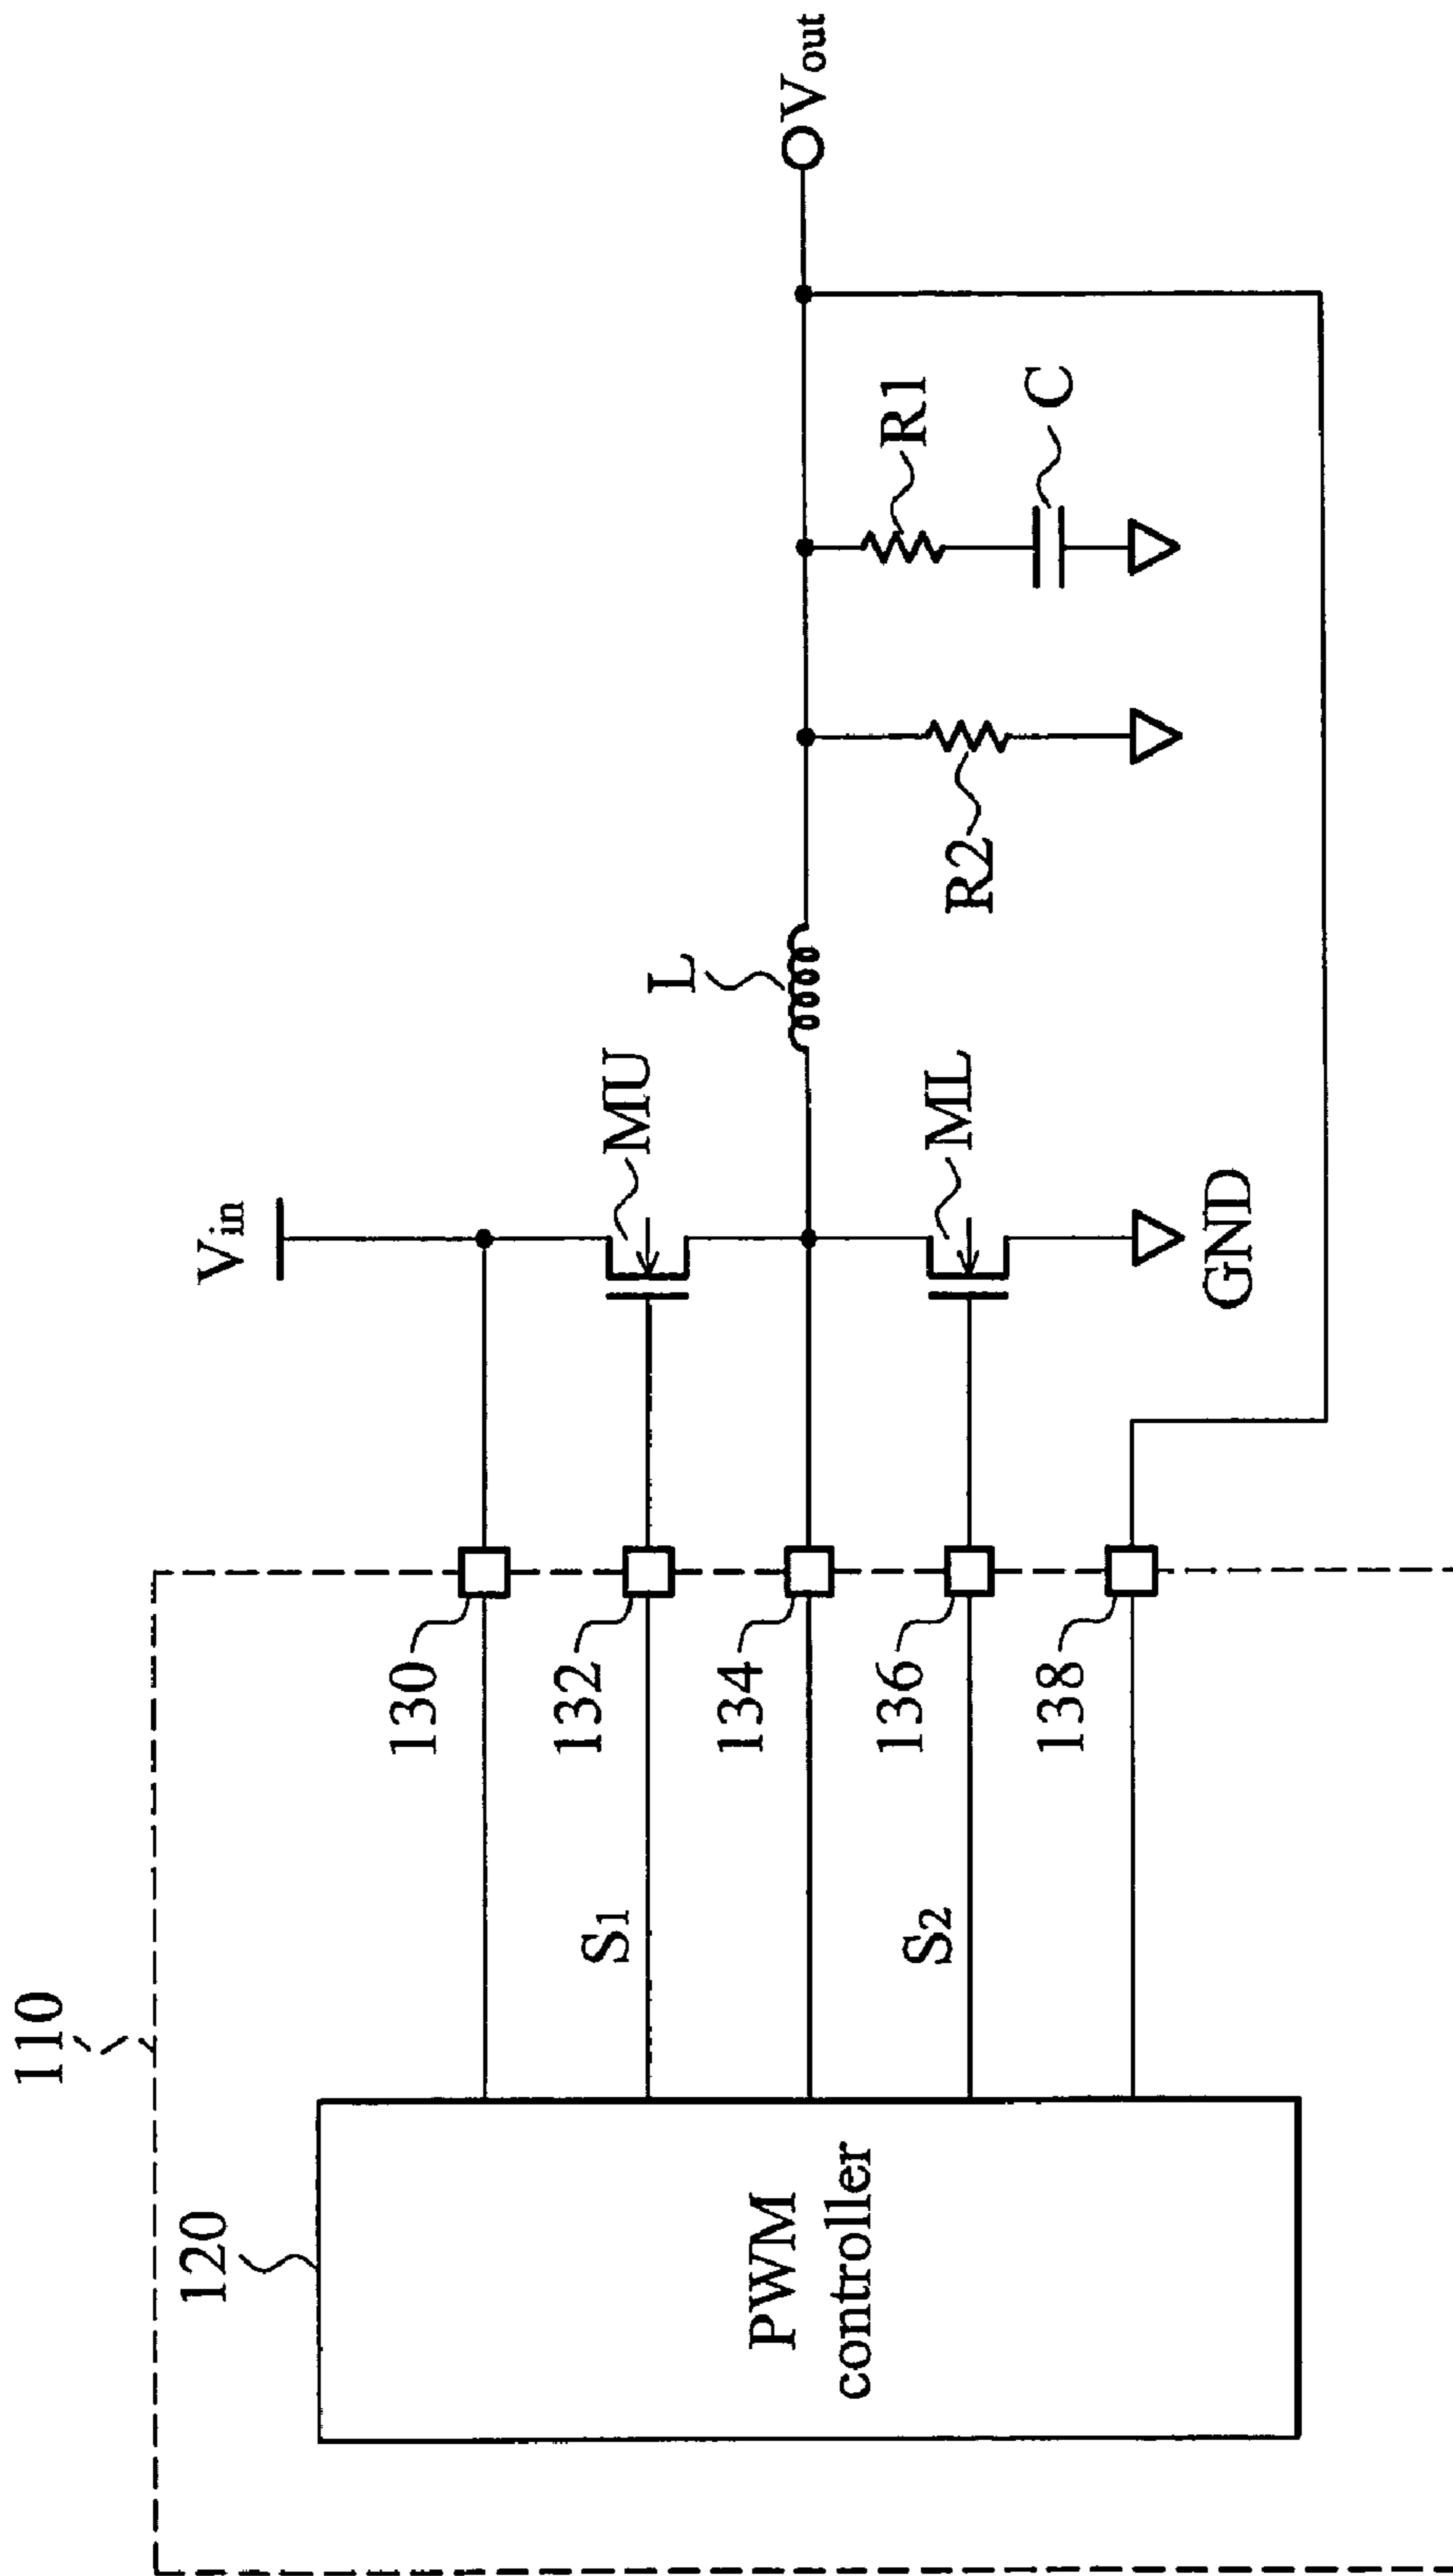 110
120
PWM
controller
S1
S2
130
132
134
136
138
Vin
MU
ML
GND
L
R2
R1
C
Vout